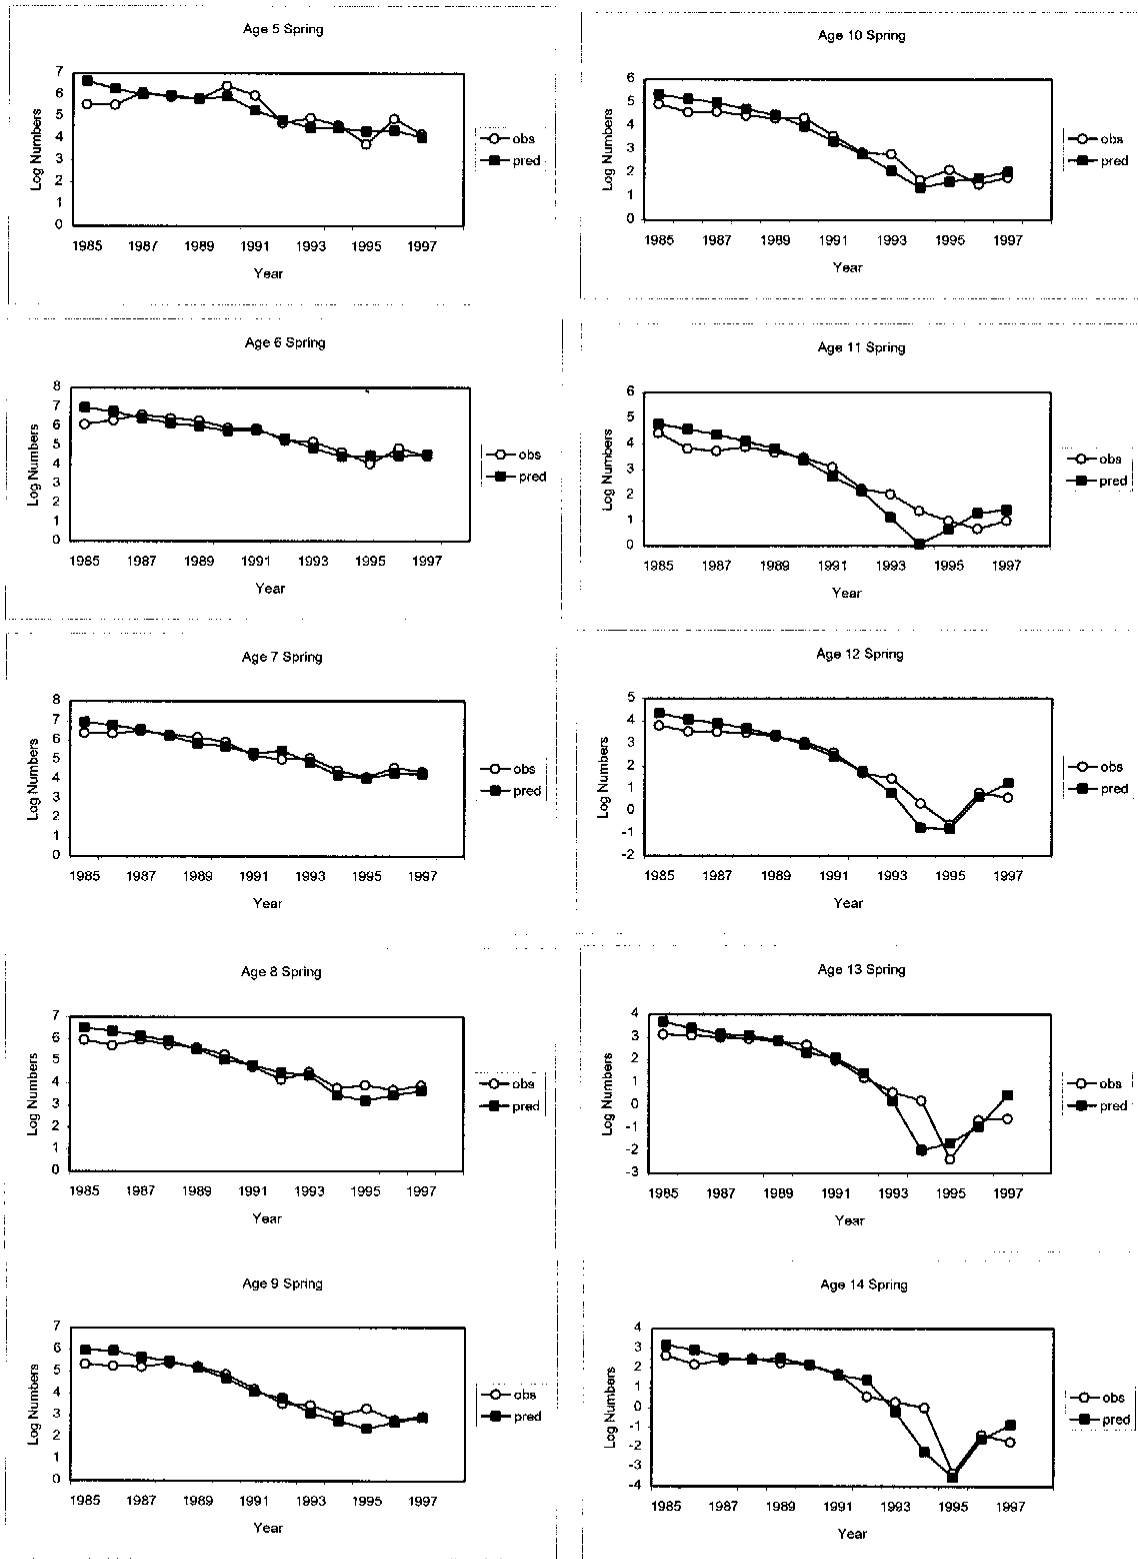 Age 5 Spring
7
6
5
4
3
2
1
0
Log Numbers
1985 1987 1989 1991 1993 1995 1997
Year
obs
pred
Age 6 Spring
8
7
6
5
4
3
2
1
0
Log Numbers
1985 1987 1989 1991 1993 1995 1997
Year
obs
pred
Age 7 Spring
8
7
6
5
4
3
2
1
0
Log Numbers
1985 1987 1989 1991 1993 1995 1997
Year
obs
pred
Age 8 Spring
7
6
5
4
3
2
1
0
Log Numbers
1985 1987 1989 1991 1993 1995 1997
Year
obs
pred
Age 9 Spring
7
6
5
4
3
2
1
0
Log Numbers
1985 1987 1989 1991 1993 1995 1997
Year
obs
pred
Age 10 Spring
6
5
4
3
2
1
0
Log Numbers
1985 1987 1989 1991 1993 1995 1997
Year
obs
pred
Age 11 Spring
6
5
4
3
2
1
0
Log Numbers
1985 1987 1989 1991 1993 1995 1997
Year
obs
pred
Age 12 Spring
5
4
3
2
1
0
-1
-2
Log Numbers
1985 1987 1989 1991 1993 1995 1997
Year
obs
pred
Age 13 Spring
4
3
2
1
0
-1
-2
-3
Log Numbers
1985 1987 1989 1991 1993 1995 1997
Year
obs
pred
Age 14 Spring
4
3
2
1
0
-1
-2
-3
-4
Log Numbers
1985 1987 1989 1991 1993 1995 1997
Year
obs
pred